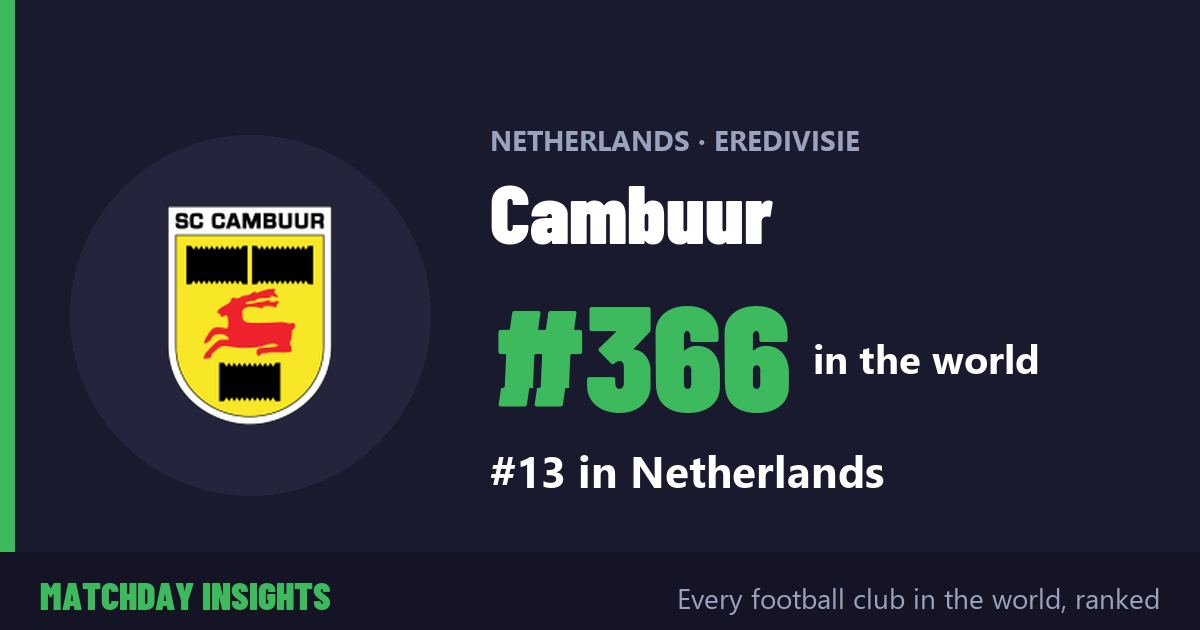 SC CAMBUUR
NETHERLANDS · EREDIVISIE
Cambuur
#366 in the world
#13 in Netherlands
MATCHDAY INSIGHTS
Every football club in the world, ranked